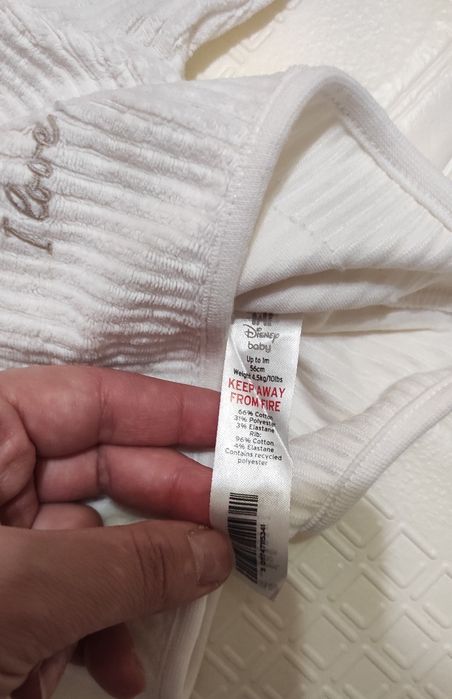 I love
Disney
baby
Up to 1m
56cm
Weight 4.5kg/10lbs
KEEP AWAY
FROM FIRE
66% Cotton
31% Polyester
3% Elastane
Rib:
96% Cotton
4% Elastane
Contains recycled
polyester